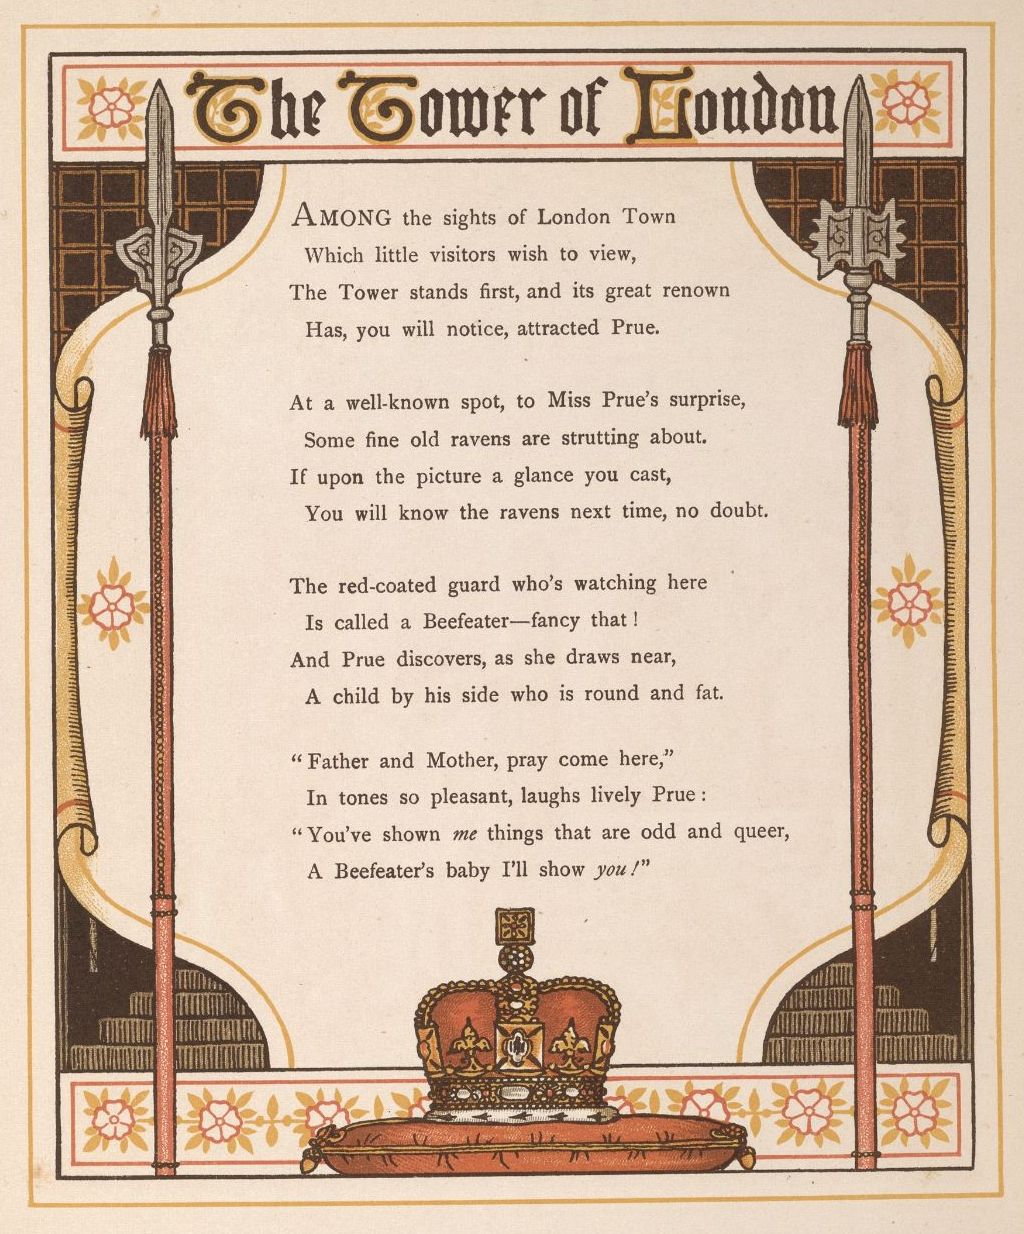 The Tower of London
AMONG the sights of London Town
Which little visitors wish to view,
The Tower stands first, and its great renown
Has, you will notice, attracted Prue.
At a well-known spot, to Miss Prue's surprise,
Some fine old ravens are strutting about.
If upon the picture a glance you cast,
You will know the ravens next time, no doubt.
The red-coated guard who's watching here
Is called a Beefeater—fancy that!
And Prue discovers, as she draws near,
A child by his side who is round and fat.
“Father and Mother, pray come here,”
In tones so pleasant, laughs lively Prue:
“You've shown me things that are odd and queer,
A Beefeater's baby I'll show you!”